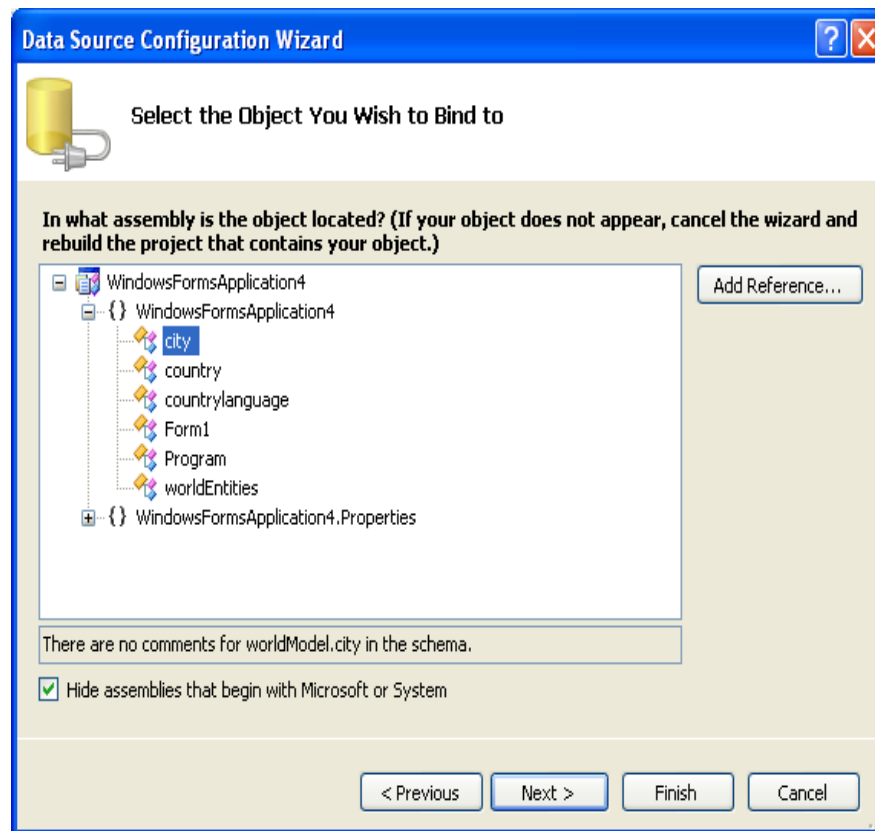 Data Source Configuration Wizard
Select the Object You Wish to Bind to
In what assembly is the object located? (If your object does not appear, cancel the wizard and
rebuild the project that contains your object.)
WindowsFormsApplication4
Add Reference...
{} WindowsFormsApplication4
city
country
countrylanguage
Form1
Program
worldEntities
{} WindowsFormsApplication4.Properties
There are no comments for worldModel.city in the schema.
Hide assemblies that begin with Microsoft or System
< Previous Next > Finish Cancel